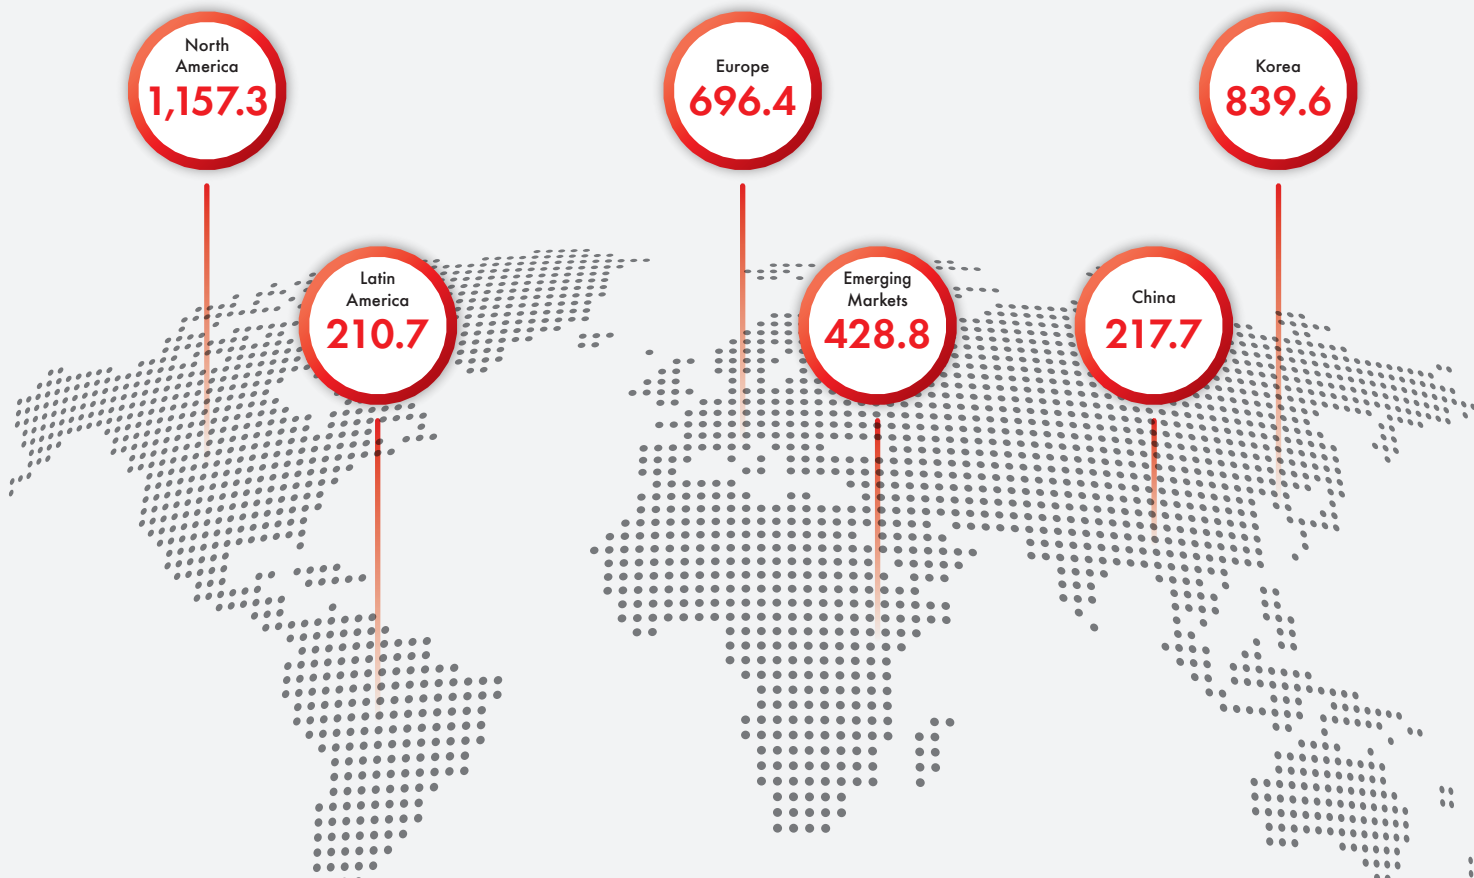 North
America
1,157.3
Europe
696.4
Korea
839.6
Latin
America
210.7
Emerging
Markets
428.8
China
217.7